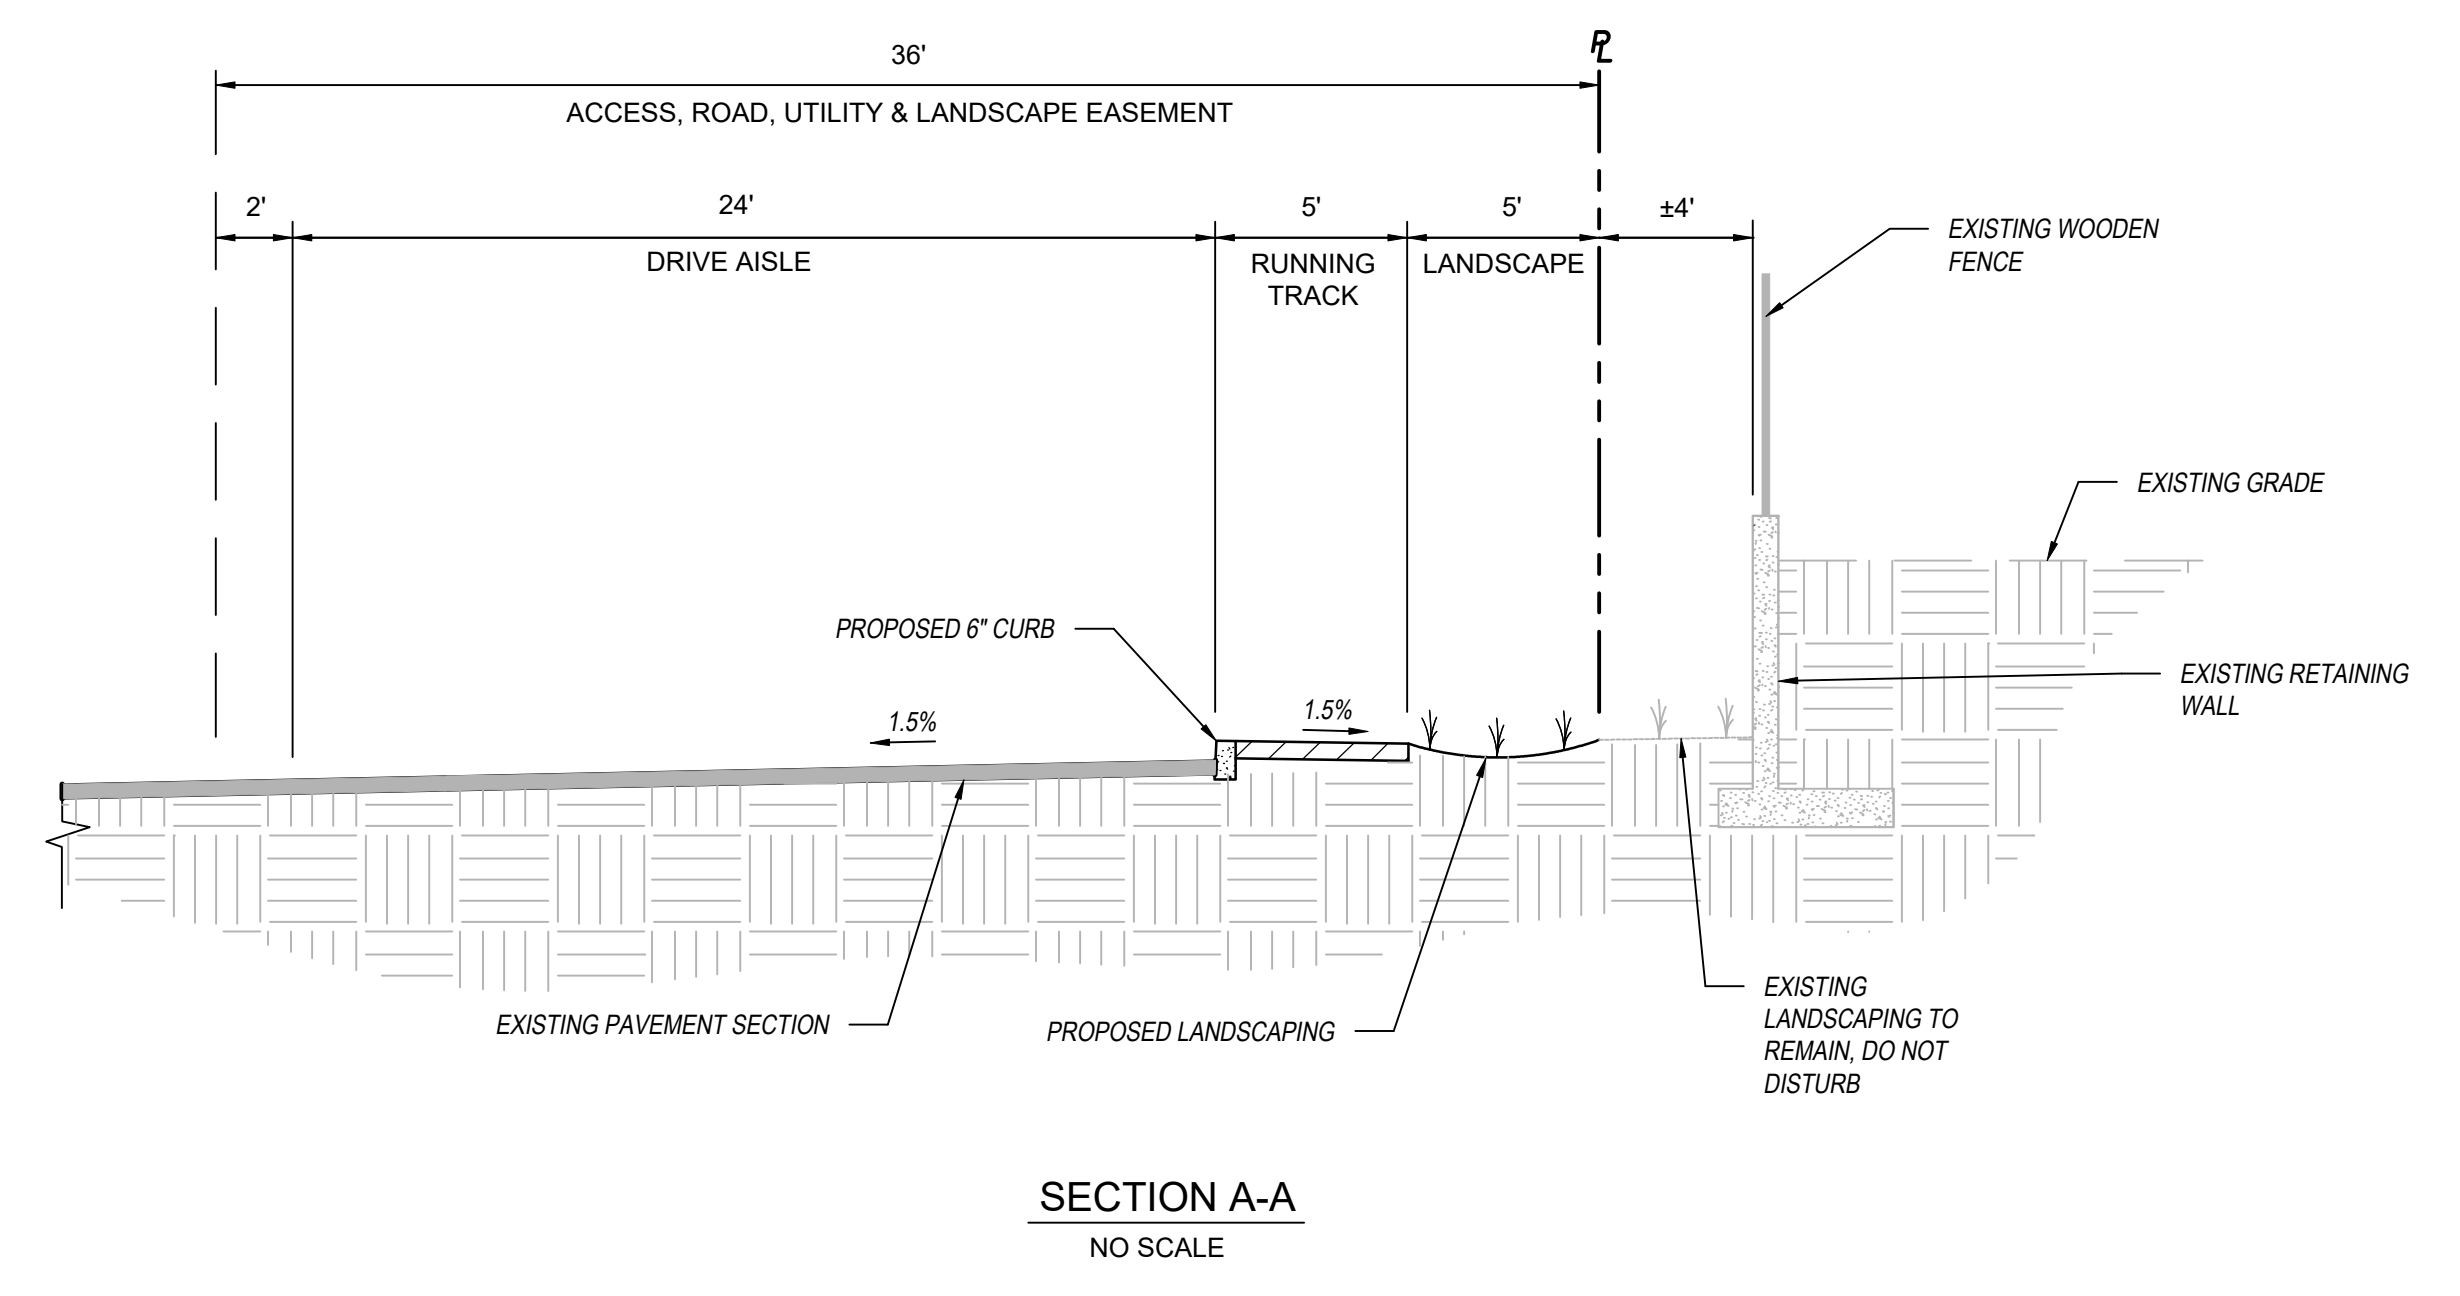 PL
36'
ACCESS, ROAD, UTILITY & LANDSCAPE EASEMENT
2'
24'
5'
5'
±4'
DRIVE AISLE
RUNNING
TRACK
LANDSCAPE
EXISTING WOODEN
FENCE
EXISTING GRADE
PROPOSED 6" CURB
EXISTING RETAINING
WALL
1.5%
1.5%
EXISTING PAVEMENT SECTION
PROPOSED LANDSCAPING
EXISTING
LANDSCAPING TO
REMAIN, DO NOT
DISTURB
SECTION A-A
NO SCALE